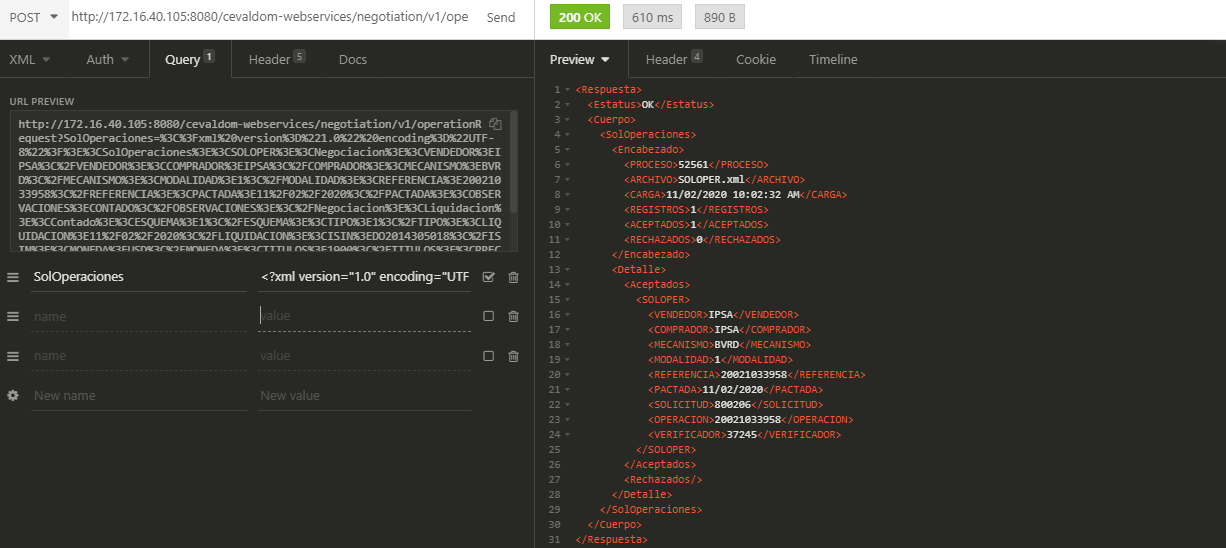 POST
http://172.16.40.105:8080/cevaldom-webservices/negotiation/v1/ope
Send
200 OK
610 ms
890 B
XML
Auth
Query 1
Header 5
Docs
URL PREVIEW
http://172.16.40.105:8080/cevaldom-webservices/negotiation/v1/operationR
equest?SolOperaciones=%3C%3Fxml%20version%3D%221.0%22%20encoding%3D%22UTF-
8%22%3F%3E%3CSolOperaciones%3E%3CSOLOPER%3E%3CNegociacion%3E%3CVENDEDOR%3EI
PSA%3C%2FVENDEDOR%3E%3CCOMPRADOR%3EIPSA%3C%2FCOMPRADOR%3E%3CMECANISMO%3EBVR
D%3C%2FMECANISMO%3E%3CMODALIDAD%3E1%3C%2FMODALIDAD%3E%3CREFERENCIA%3E200210
33958%3C%2FREFERENCIA%3E%3CPACTADA%3E11%2F02%2F2020%3C%2FPACTADA%3E%3COBSER
VACIONES%3ECONTADO%3C%2FOBSERVACIONES%3E%3C%2FNegociacion%3E%3CLiquidacion%
3E%3CContado%3E%3CESQUEMA%3E1%3C%2FESQUEMA%3E%3CTIPO%3E1%3C%2FTIPO%3E%3CLIQ
UIDACION%3E11%2F02%2F2020%3C%2FLIQUIDACION%3E%3CISIN%3EDO2014305018%3C%2FIS
IN%3E%3CMONEDA%3EUSD%3C%2FMONEDA%3E%3CTITULOS%3E1900%3C%2FTITULOS%3E%3CPREC
SolOperaciones
<?xml version="1.0" encoding="UTF
name
value
name
value
New name
New value
Preview
Header 4
Cookie
Timeline
1 <Respuesta>
2 <Estatus>OK</Estatus>
3 <Cuerpo>
4 <SolOperaciones>
5 <Encabezado>
6 <PROCESO>52561</PROCESO>
7 <ARCHIVO>SOLOPER.xml</ARCHIVO>
8 <CARGA>11/02/2020 10:02:32 AM</CARGA>
9 <REGISTROS>1</REGISTROS>
10 <ACEPTADOS>1</ACEPTADOS>
11 <RECHAZADOS>0</RECHAZADOS>
12 </Encabezado>
13 <Detalle>
14 <Aceptados>
15 <SOLOPER>
16 <VENDEDOR>IPSA</VENDEDOR>
17 <COMPRADOR>IPSA</COMPRADOR>
18 <MECANISMO>BVRD</MECANISMO>
19 <MODALIDAD>1</MODALIDAD>
20 <REFERENCIA>20021033958</REFERENCIA>
21 <PACTADA>11/02/2020</PACTADA>
22 <SOLICITUD>800206</SOLICITUD>
23 <OPERACION>20021033958</OPERACION>
24 <VERIFICADOR>37245</VERIFICADOR>
25 </SOLOPER>
26 </Aceptados>
27 <Rechazados/>
28 </Detalle>
29 </SolOperaciones>
30 </Cuerpo>
31 </Respuesta>